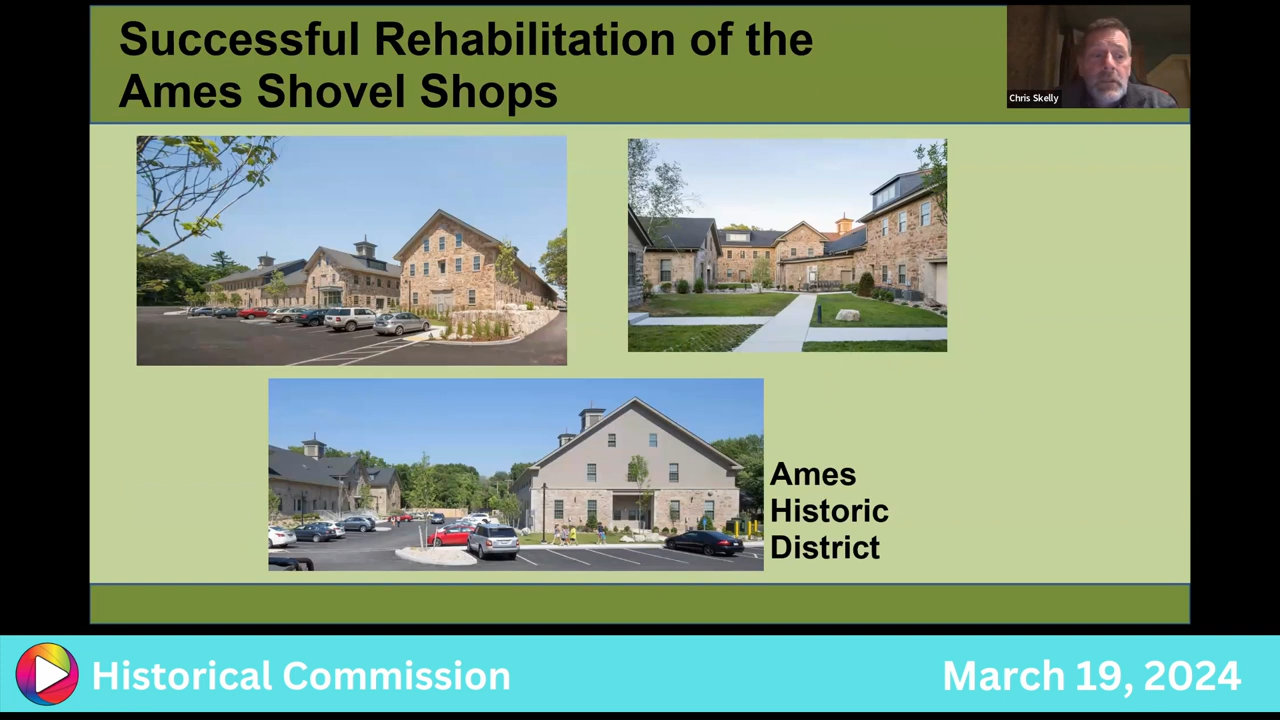 Successful Rehabilitation of the
Ames Shovel Shops
Chris Skelly
Ames
Historic
District
Historical Commission
March 19, 2024